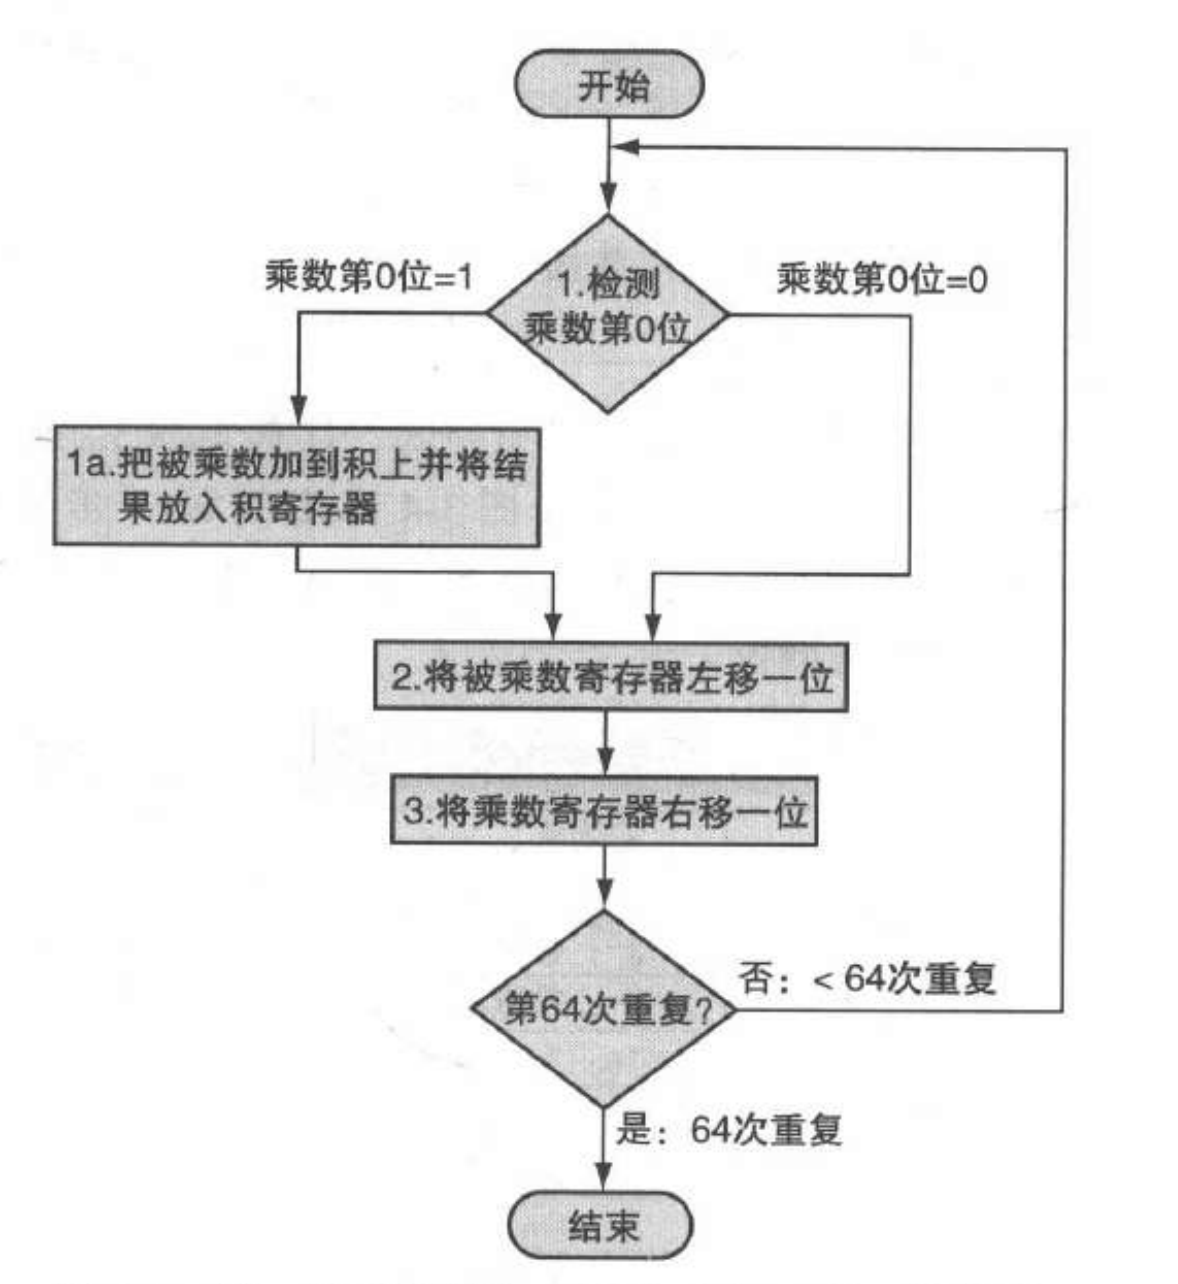 开始
乘数第0位=1
1.检测
乘数第0位
乘数第0位=0
1a.把被乘数加到积上并将结
果放入积寄存器
2.将被乘数寄存器左移一位
3.将乘数寄存器右移一位
第64次重复?
否：< 64次重复
是：64次重复
结束